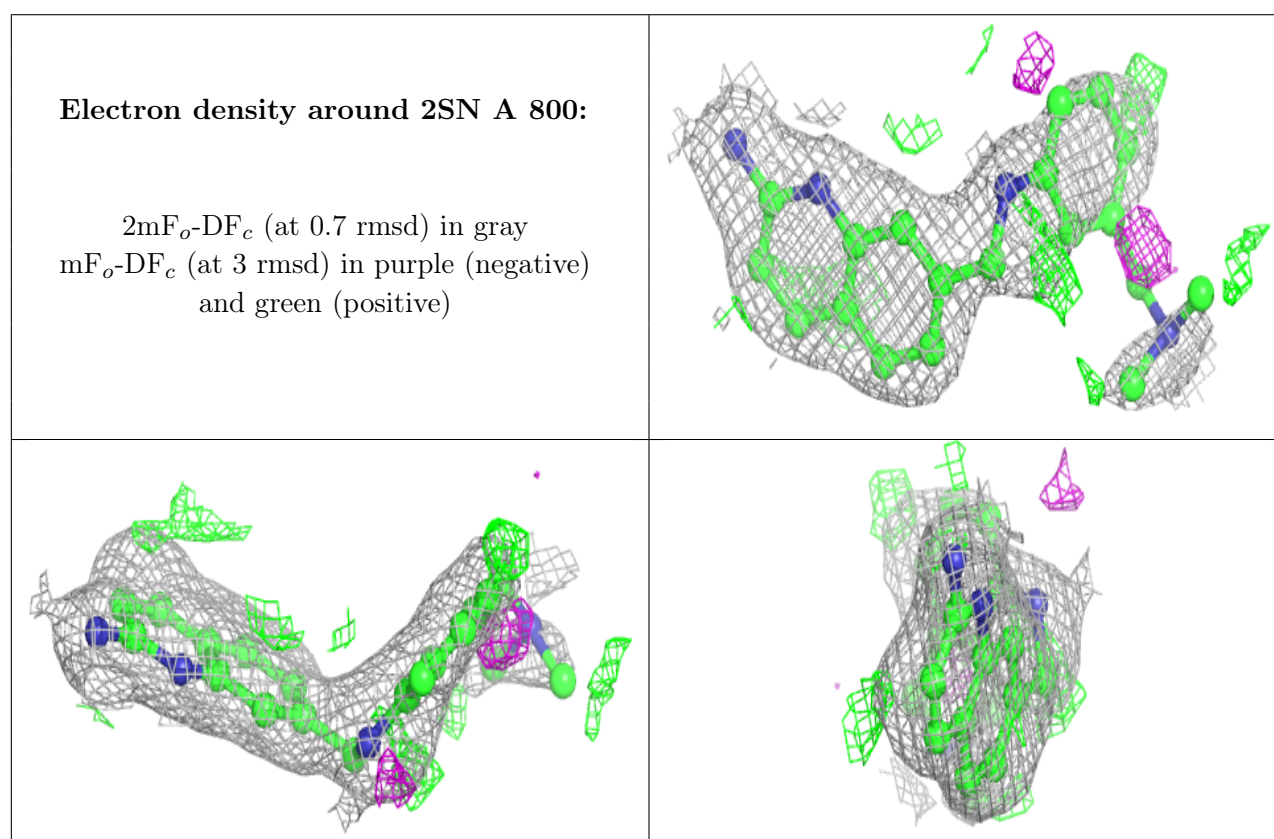 Electron density around 2SN A 800:
2mFo-DFc (at 0.7 rmsd) in gray
mFo-DFc (at 3 rmsd) in purple (negative)
and green (positive)